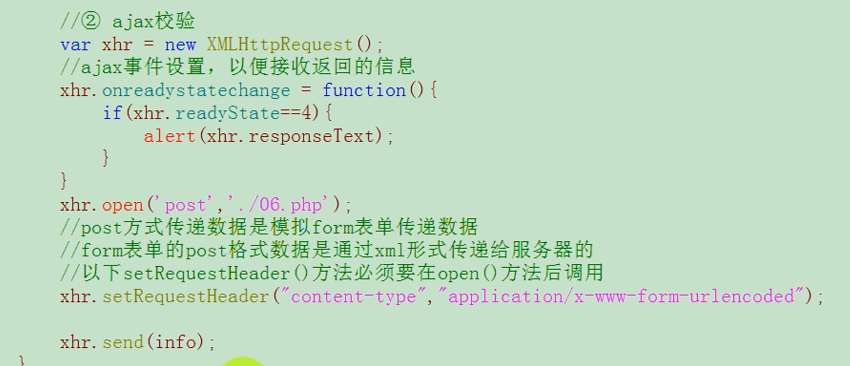 //② ajax校验
var xhr = new XMLHttpRequest();
//ajax事件设置，以便接收返回的信息
xhr.onreadystatechange = function(){
if(xhr.readyState==4){
alert(xhr.responseText);
}
}
xhr.open('post','./06.php');
//post方式传递数据是模拟form表单传递数据
//form表单的post格式数据是通过xml形式传递给服务器的
//以下setRequestHeader()方法必须要在open()方法后调用
xhr.setRequestHeader("content-type","application/x-www-form-urlencoded");
xhr.send(info);
}